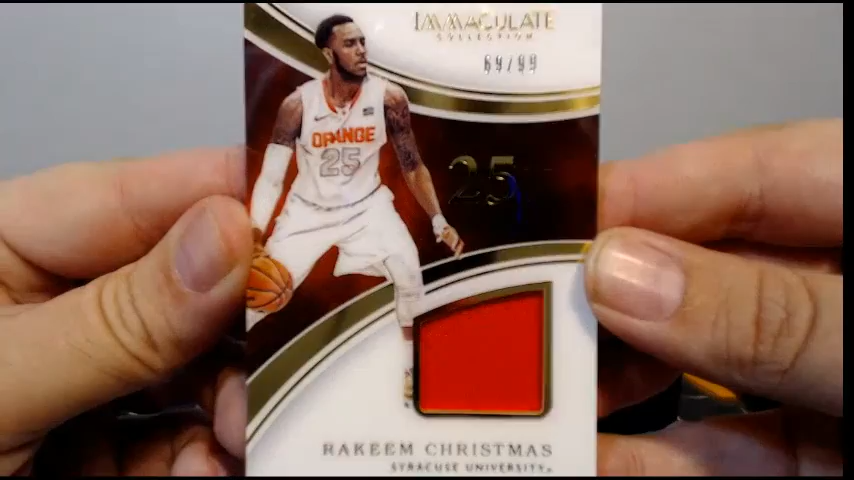 IMMACULATE
COLLECTION
69/99
ORANGE
25
25
RAKEEM CHRISTMAS
SYRACUSE UNIVERSITY®